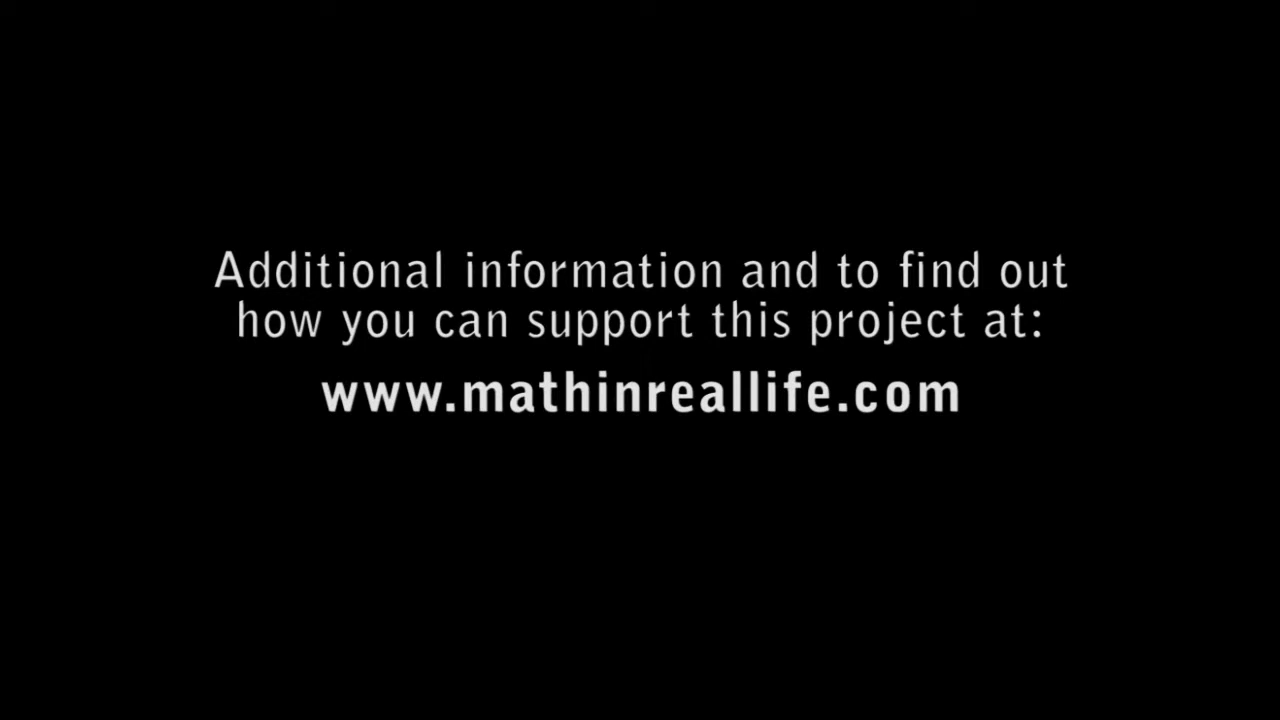 Additional information and to find out
how you can support this project at:
www.mathinreallife.com